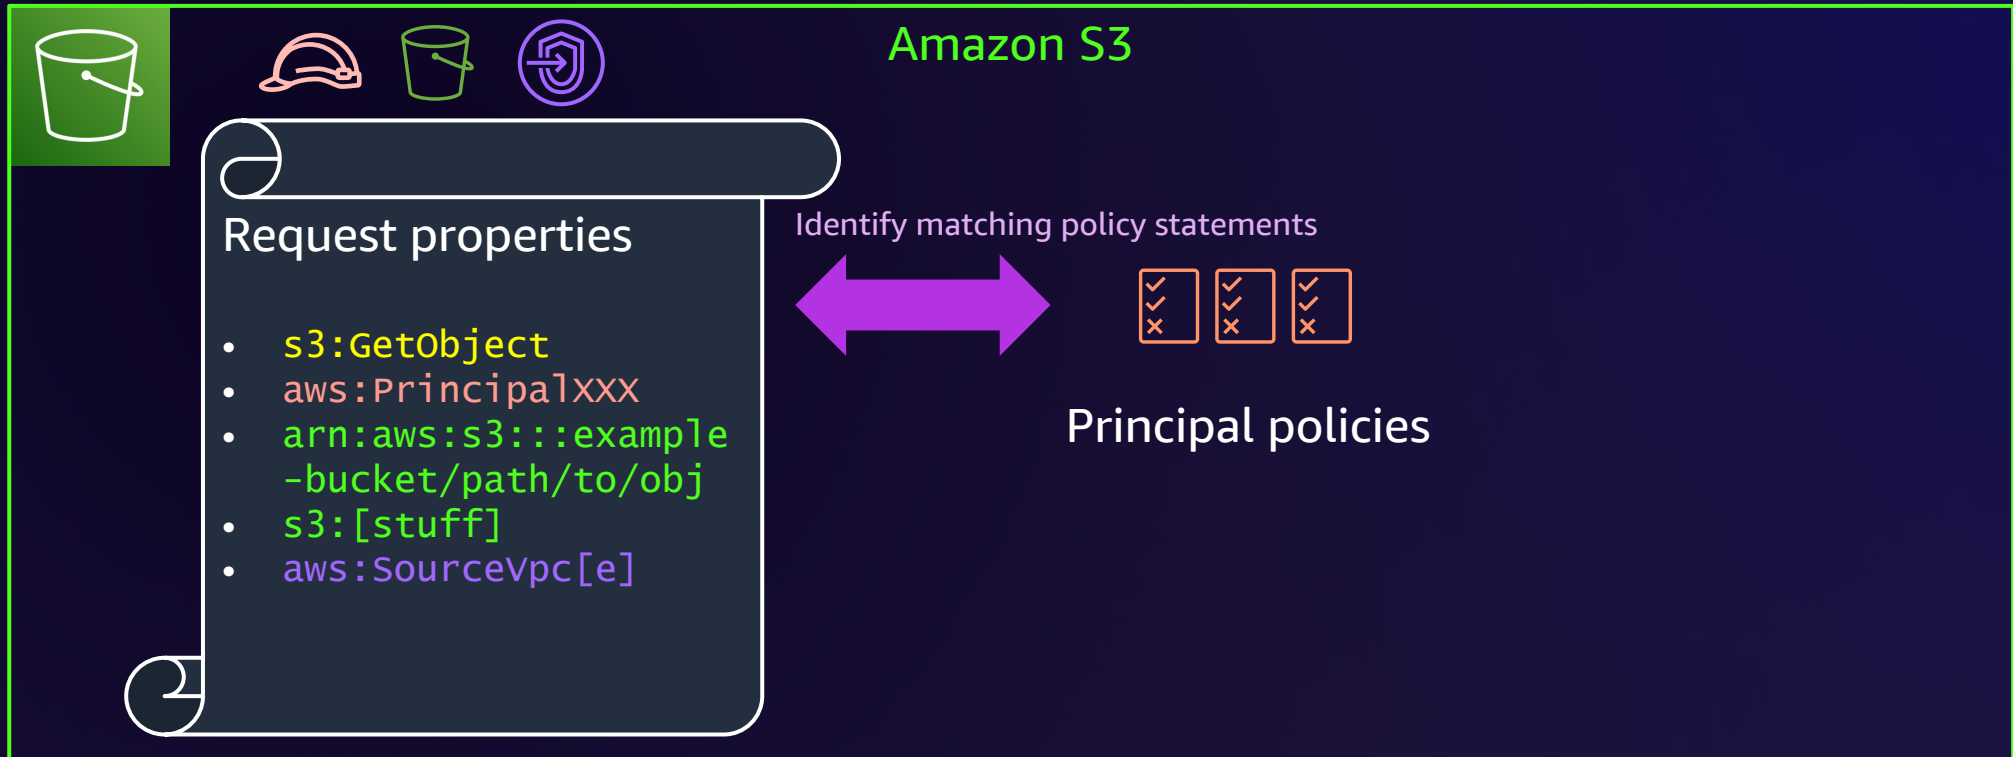 Amazon S3
Request properties
• s3:GetObject
• aws:PrincipalXXX
• arn:aws:s3:::example
-bucket/path/to/obj
• s3:[stuff]
• aws:SourceVpc[e]
Identify matching policy statements
Principal policies